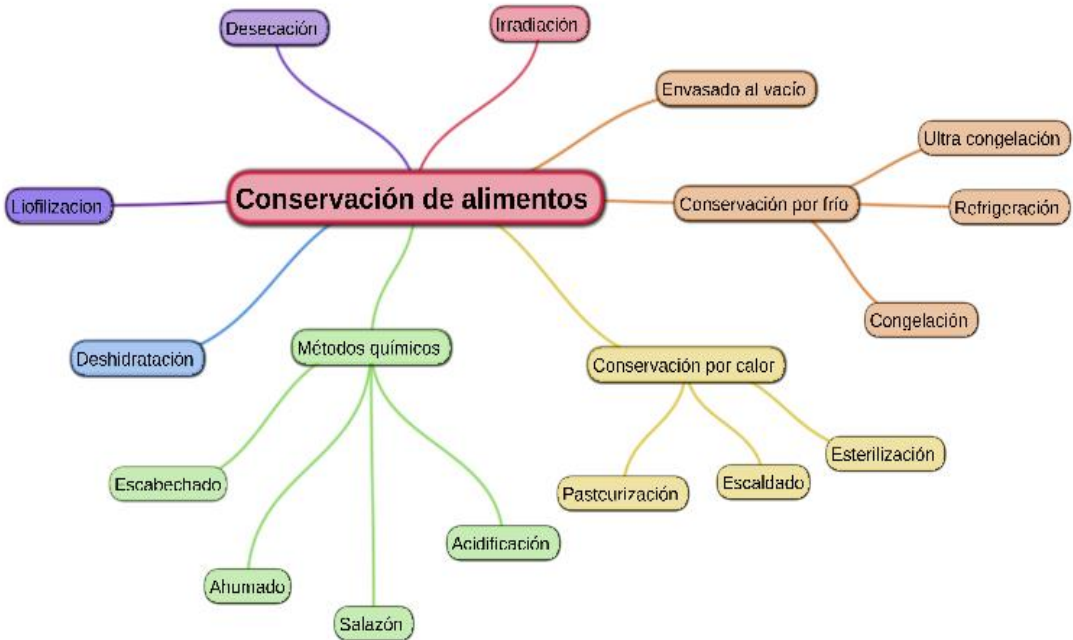 Desecación
Irradiación
Envasado al vacío
Ultra congelación
Conservación de alimentos
Liofilizacion
Conservación por frío
Refrigeración
Congelación
Métodos químicos
Deshidratación
Conservación por calor
Esterilización
Escabechado
Pasteurización
Escaldado
Acidificación
Ahumado
Salazón